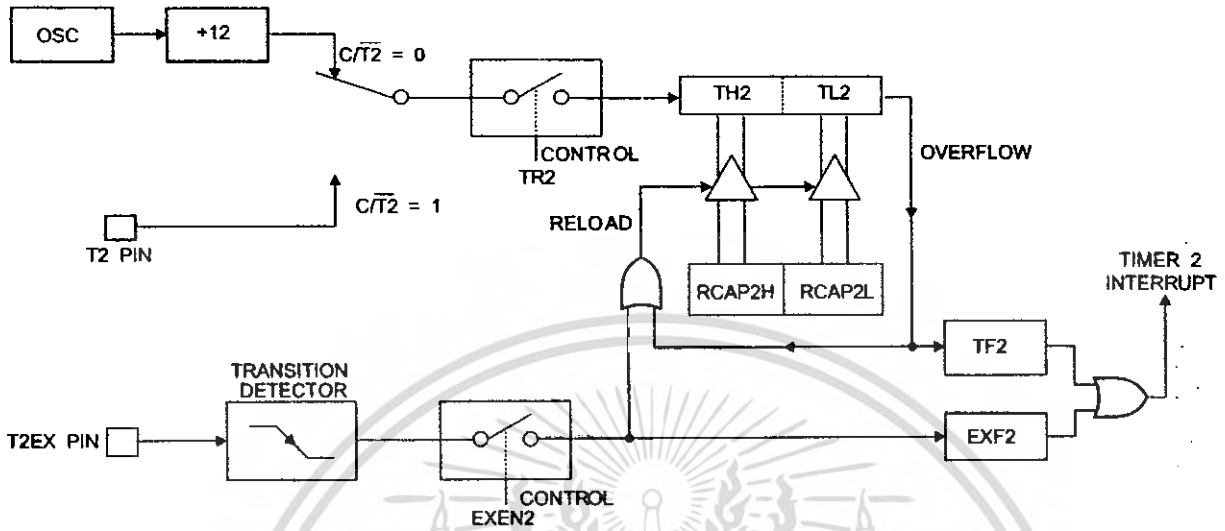 OSC
+12
C/T2 = 0
TH2
TL2
CONTROL
TR2
OVERFLOW
C/T2 = 1
T2 PIN
RELOAD
RCAP2H
RCAP2L
TIMER 2
INTERRUPT
TRANSITION
DETECTOR
TF2
T2EX PIN
EXF2
CONTROL
EXEN2